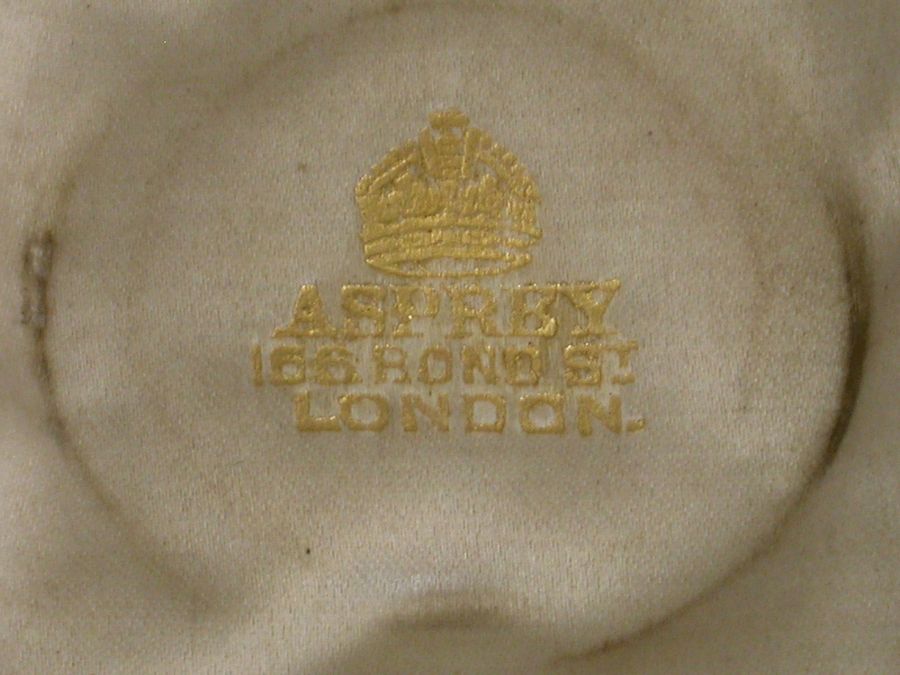 ASPREY
166 BOND ST
LONDON.